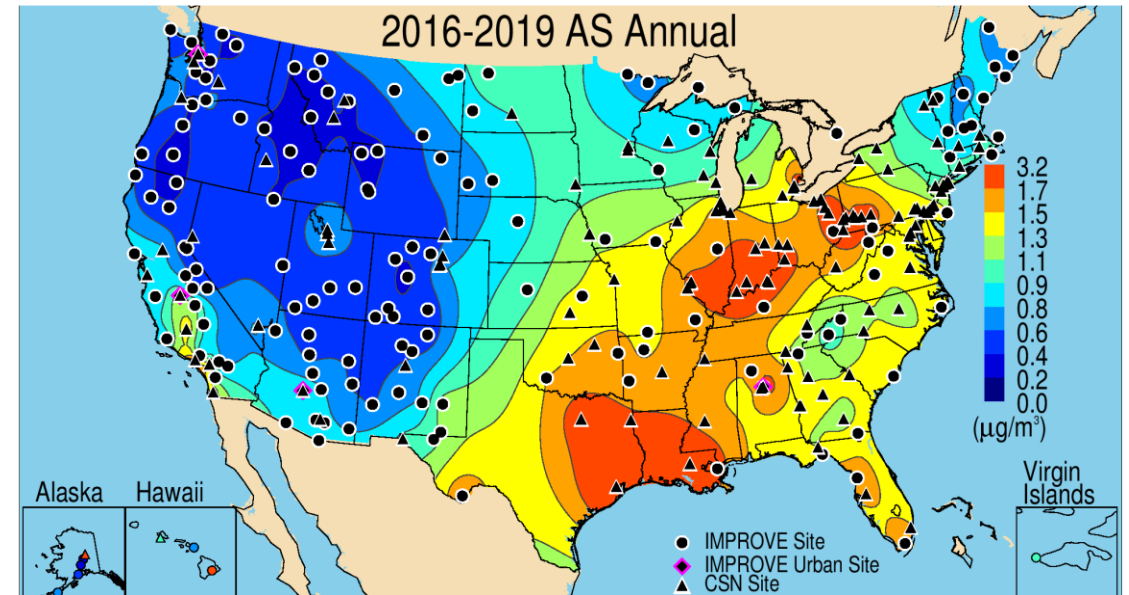 2016-2019 AS Annual
3.2
1.7
1.5
1.3
1.1
0.9
0.8
0.6
0.4
0.2
0.0
(μg/m³)
Alaska
Hawaii
Virgin
Islands
IMPROVE Site
IMPROVE Urban Site
CSN Site